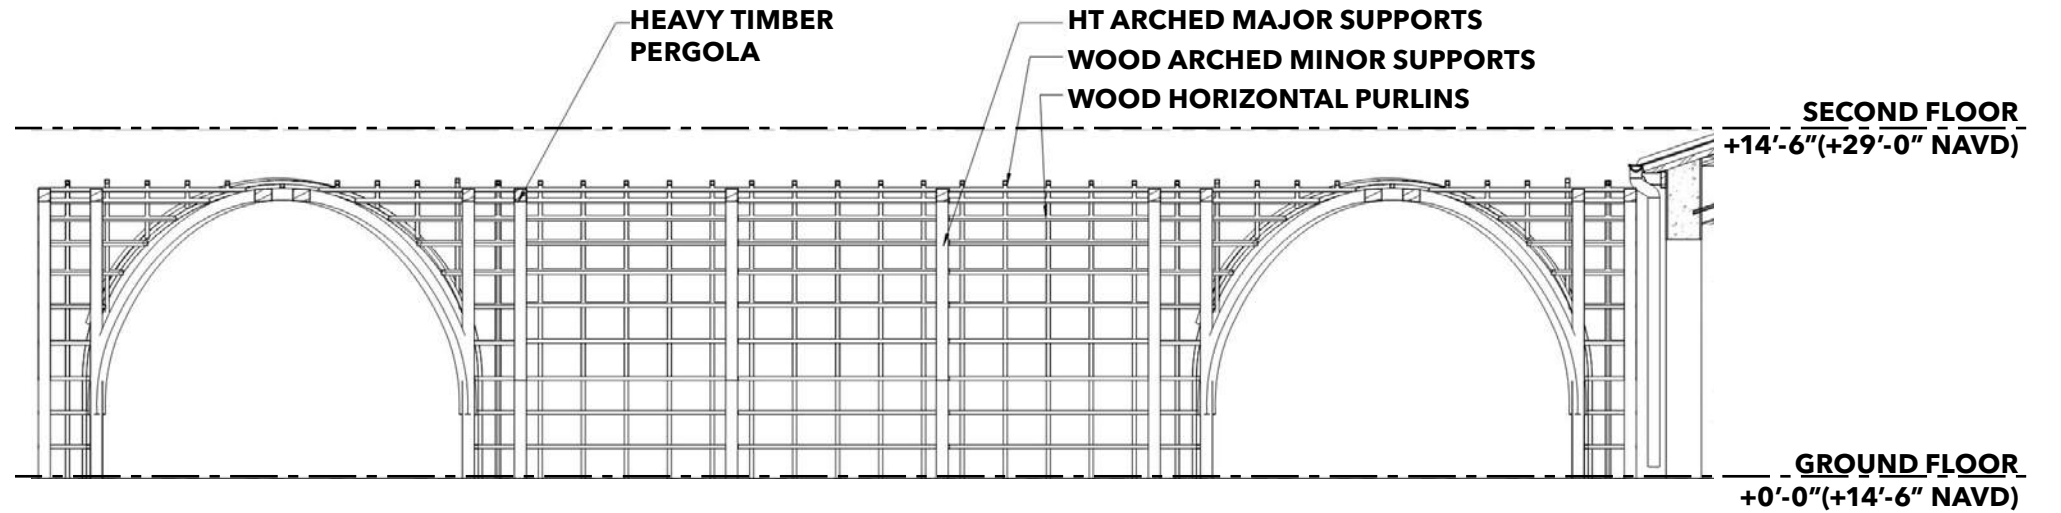 HEAVY TIMBER
PERGOLA
HT ARCHED MAJOR SUPPORTS
WOOD ARCHED MINOR SUPPORTS
WOOD HORIZONTAL PURLINS
SECOND FLOOR
+14’-6”(+29’-0” NAVD)
GROUND FLOOR
+0’-0”(+14’-6” NAVD)